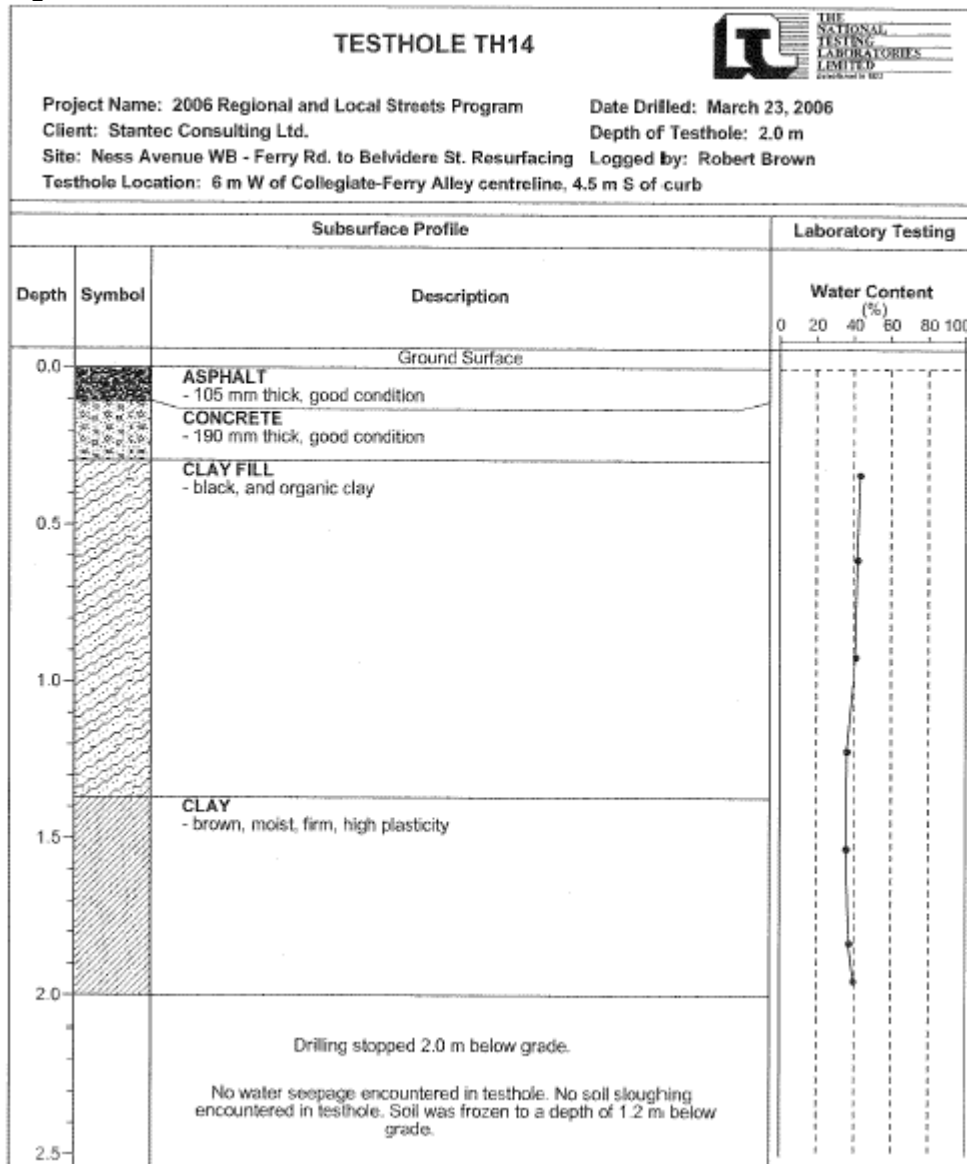 TESTHOLE TH14
THE
NATIONAL
TESTING
LABORATORIES
LIMITED
Project Name: 2006 Regional and Local Streets Program
Date Drilled: March 23, 2006
Client: Stantec Consulting Ltd.
Depth of Testhole: 2.0 m
Site: Ness Avenue WB - Ferry Rd. to Belvidere St. Resurfacing
Logged by: Robert Brown
Testhole Location: 6 m W of Collegiate-Ferry Alley centreline, 4.5 m S of curb
Subsurface Profile
Laboratory Testing
Depth
Symbol
Description
Water Content
(%)
0 20 40 60 80 100
Ground Surface
0.0
ASPHALT
- 105 mm thick, good condition
CONCRETE
- 190 mm thick, good condition
CLAY FILL
- black, and organic clay
0.5
1.0
CLAY
- brown, moist, firm, high plasticity
1.5
2.0
Drilling stopped 2.0 m below grade.
No water seepage encountered in testhole. No soil sloughing
encountered in testhole. Soil was frozen to a depth of 1.2 m below
grade.
2.5